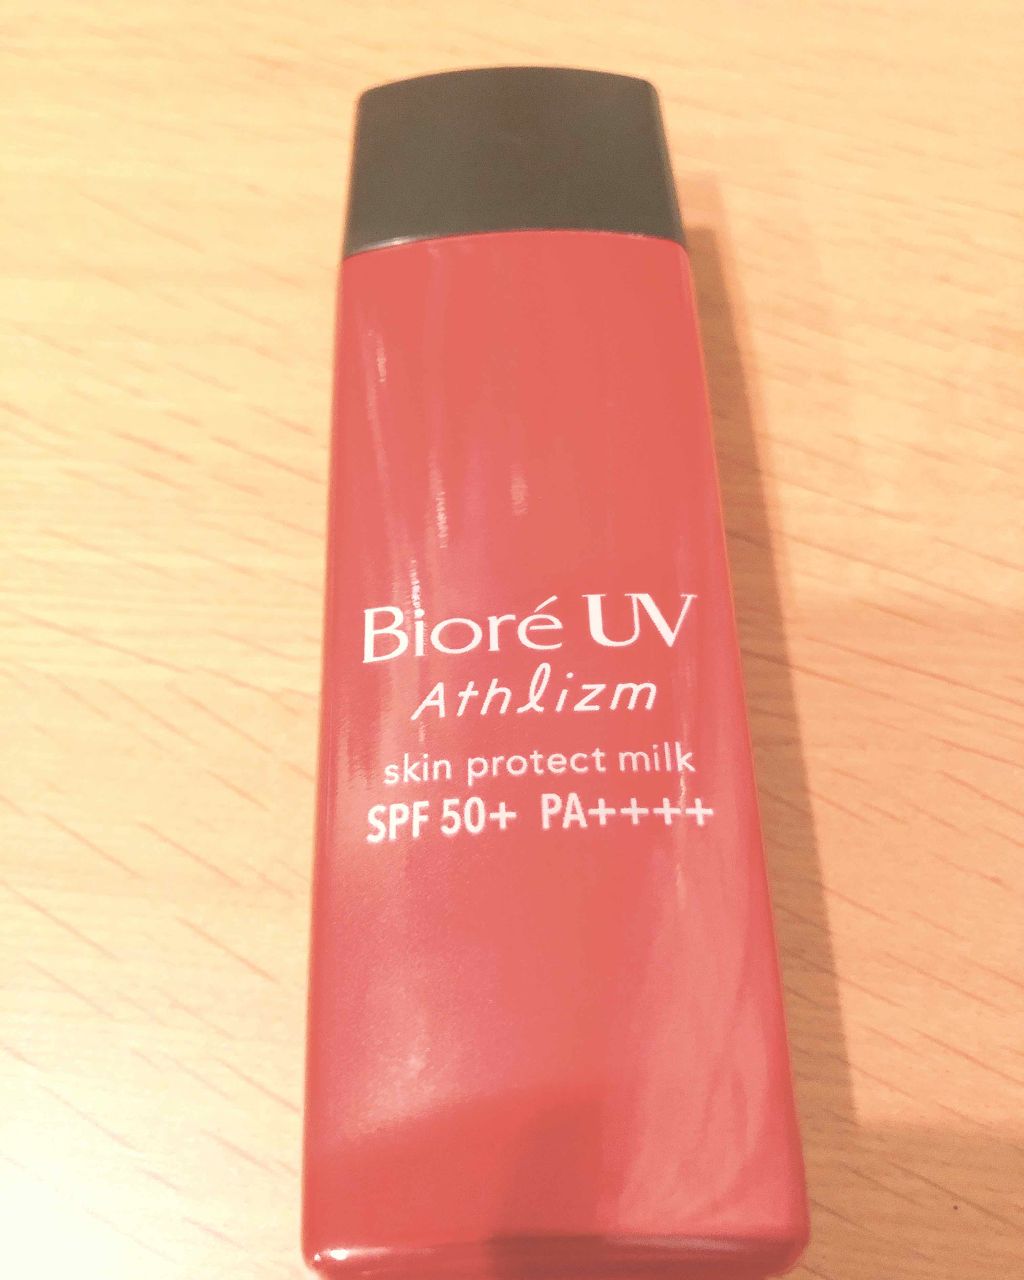 Bioré UV
Athlizm
skin protect milk
SPF 50+ PA++++